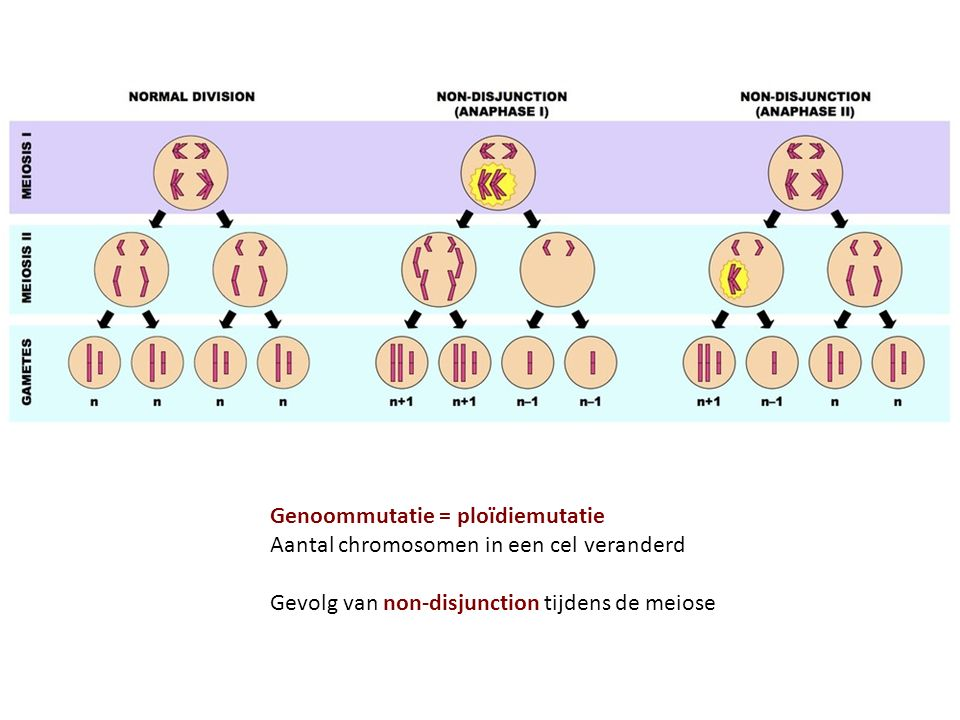 NORMAL DIVISION
NON-DISJUNCTION
(ANAPHASE I)
NON-DISJUNCTION
(ANAPHASE II)
MEIOSIS I
MEIOSIS II
GAMETES
n n n n n+1 n+1 n–1 n–1 n+1 n–1 n n
Genoommutatie = ploïdiemutatie
Aantal chromosomen in een cel veranderd
Gevolg van non-disjunction tijdens de meiose